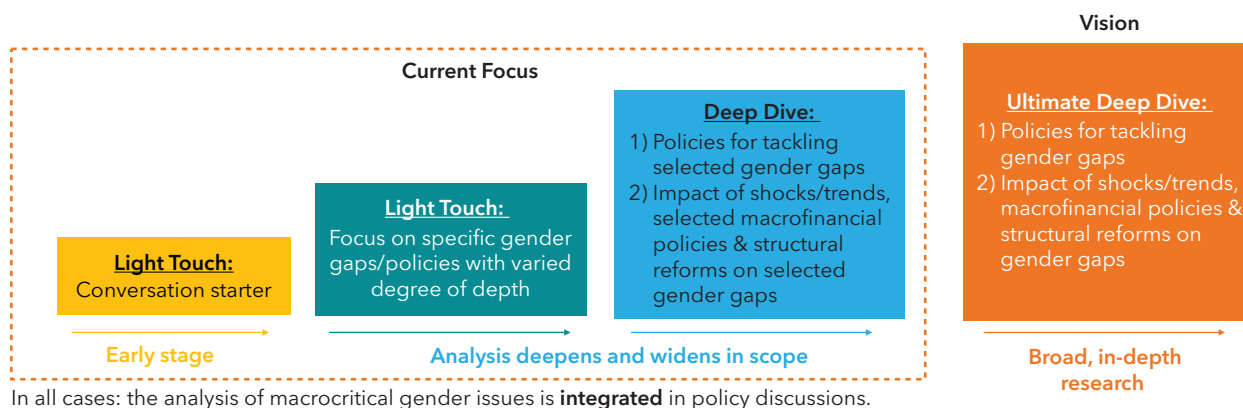 Vision
Current Focus
Light Touch:
Conversation starter
Light Touch:
Focus on specific gender
gaps/policies with varied
degree of depth
Deep Dive:
1) Policies for tackling
selected gender gaps
2) Impact of shocks/trends,
selected macrofinancial
policies & structural
reforms on selected
gender gaps
Ultimate Deep Dive:
1) Policies for tackling
gender gaps
2) Impact of shocks/trends,
macrofinancial policies &
structural reforms on
gender gaps
Early stage
Analysis deepens and widens in scope
Broad, in-depth
research
In all cases: the analysis of macrocritical gender issues is integrated in policy discussions.